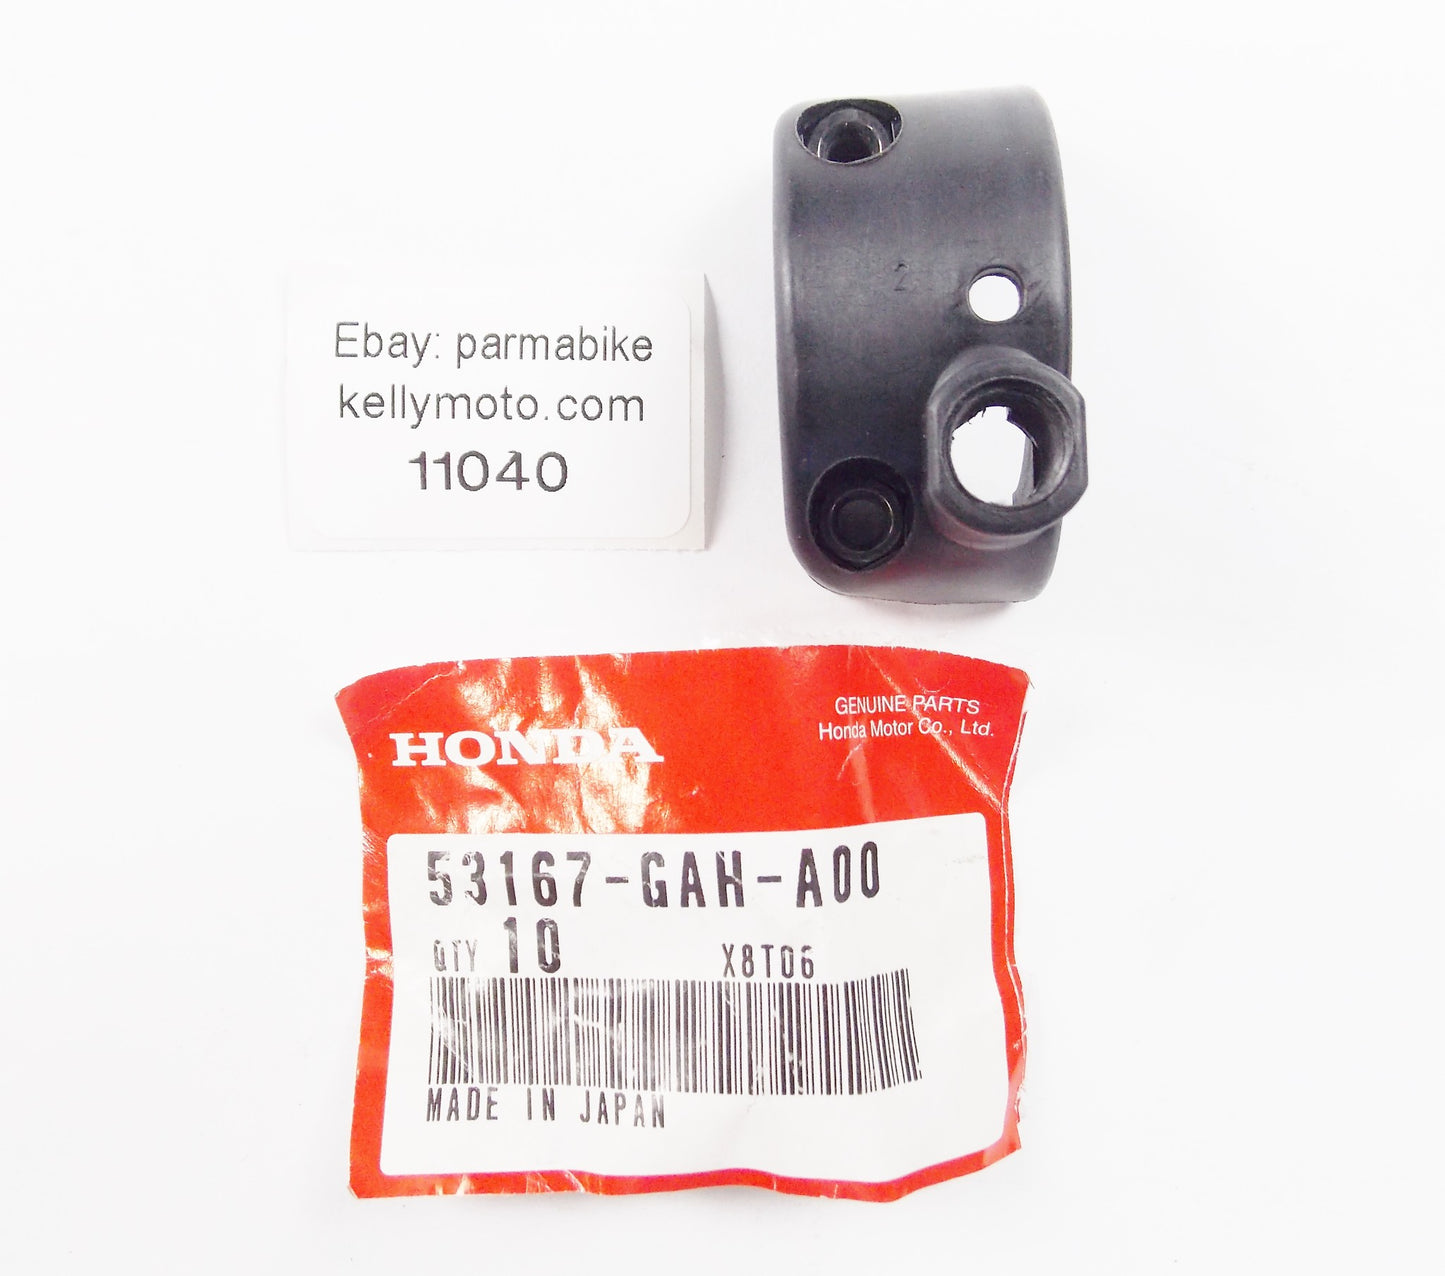 Ebay: parmabike
kellymoto.com
11040
2
GENUINE PARTS
Honda Motor Co., Ltd.
HONDA
53167-GAH-A00
QTY 10 X8T06
MADE IN JAPAN